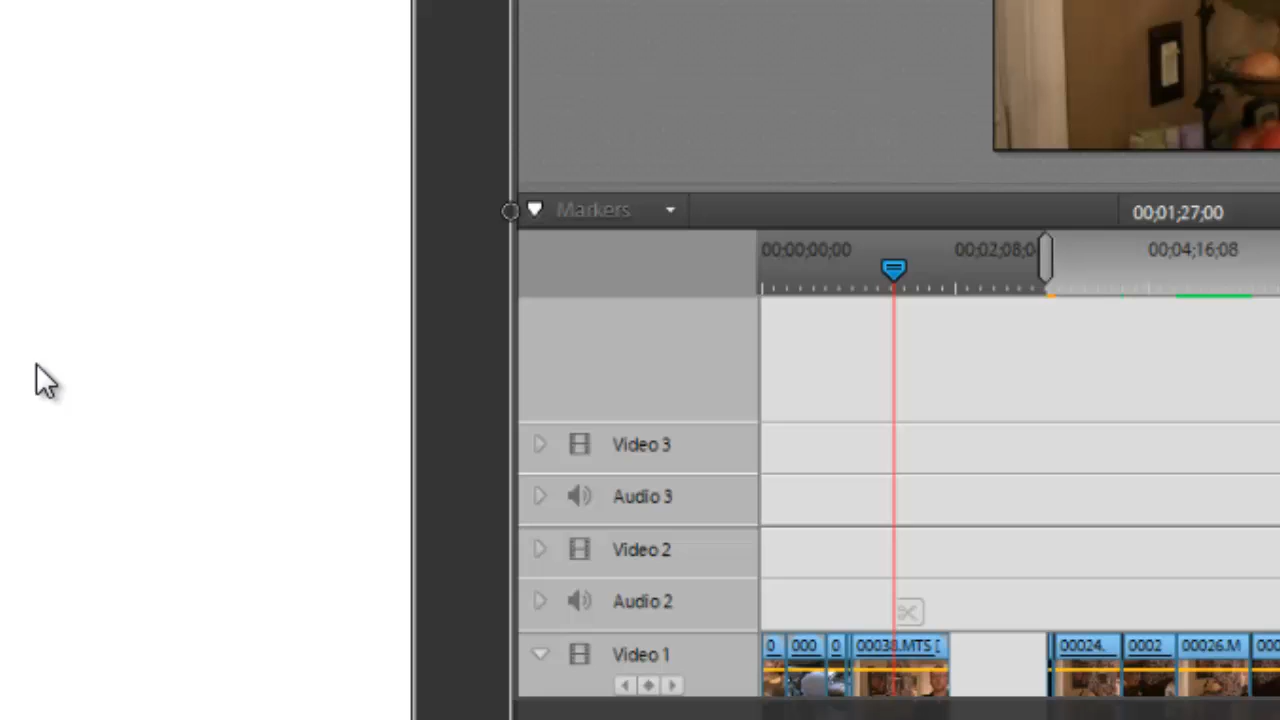 Markers
00;01;27;00
00;00;00;00
00;02;08;0
00;04;16;08
Video 3
Audio 3
Video 2
Audio 2
Video 1
0
000
0
00038.MTS [
00024.
0002
00026.M
000